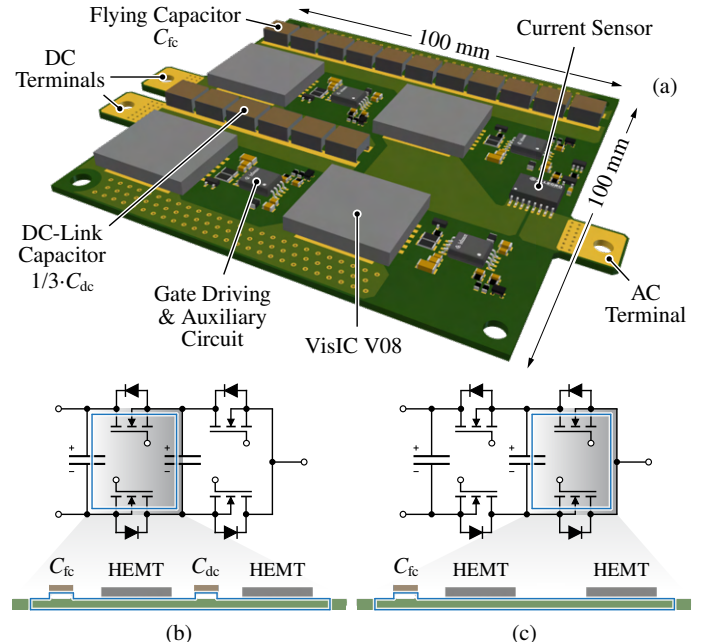 Flying Capacitor
C_fc
100 mm
Current Sensor
DC
Terminals
(a)
100 mm
DC-Link
Capacitor
1/3·C_dc
Gate Driving
& Auxiliary
Circuit
VisIC V08
AC
Terminal
+
−
+
−
+
−
+
−
C_fc
HEMT
C_dc
HEMT
C_fc
HEMT
HEMT
(b)
(c)